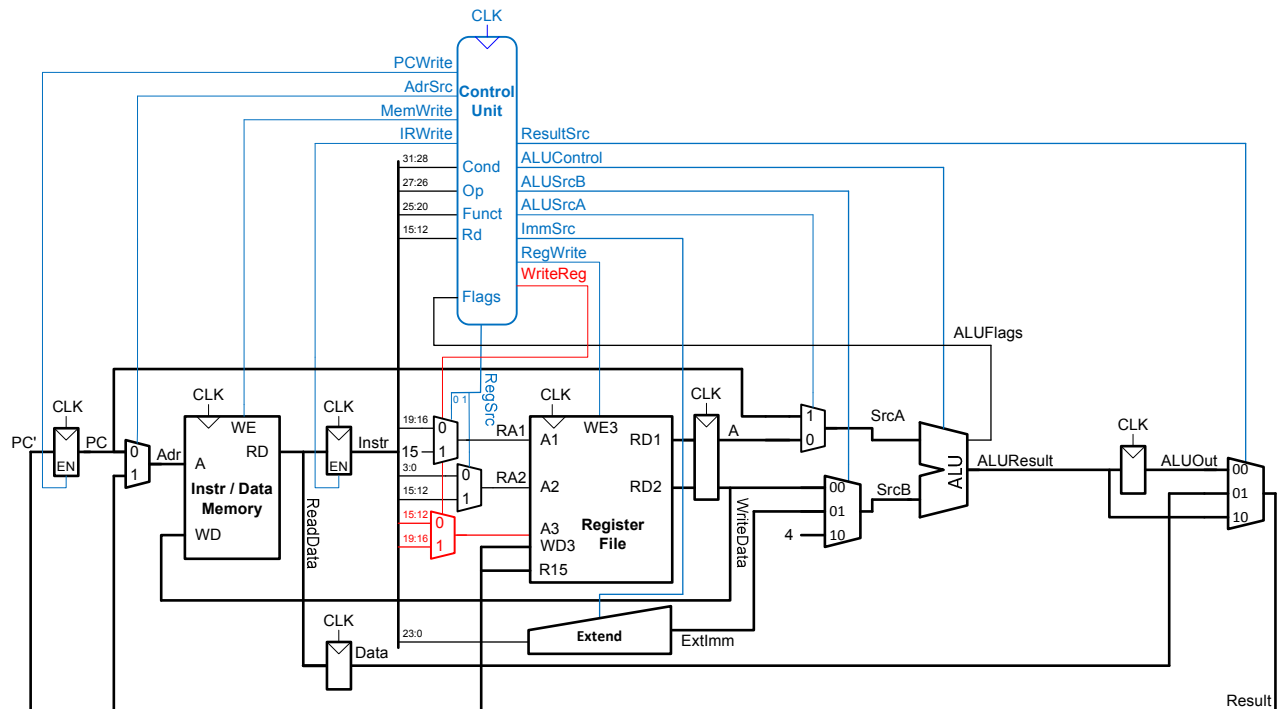 CLK
PCWrite
AdrSrc
MemWrite
IRWrite
Control
Unit
ResultSrc
ALUControl
ALUSrcB
ALUSrcA
ImmSrc
RegWrite
WriteReg
31:28 Cond
27:26 Op
25:20 Funct
15:12 Rd
Flags
ALUFlags
RegSrc
0 1
CLK
PC'
EN
PC
0
1
Adr
CLK
WE
A
RD
Instr / Data
Memory
WD
ReadData
CLK
EN
Instr
CLK
Data
19:16
15
0
1
RA1
3:0
15:12
0
1
RA2
15:12
19:16
0
1
CLK
WE3
A1
A2
A3
WD3
R15
RD1
RD2
Register
File
23:0
Extend
ExtImm
CLK
A
WriteData
1
0
SrcA
00
01
4
10
SrcB
ALU
ALUResult
CLK
ALUOut
00
01
10
Result